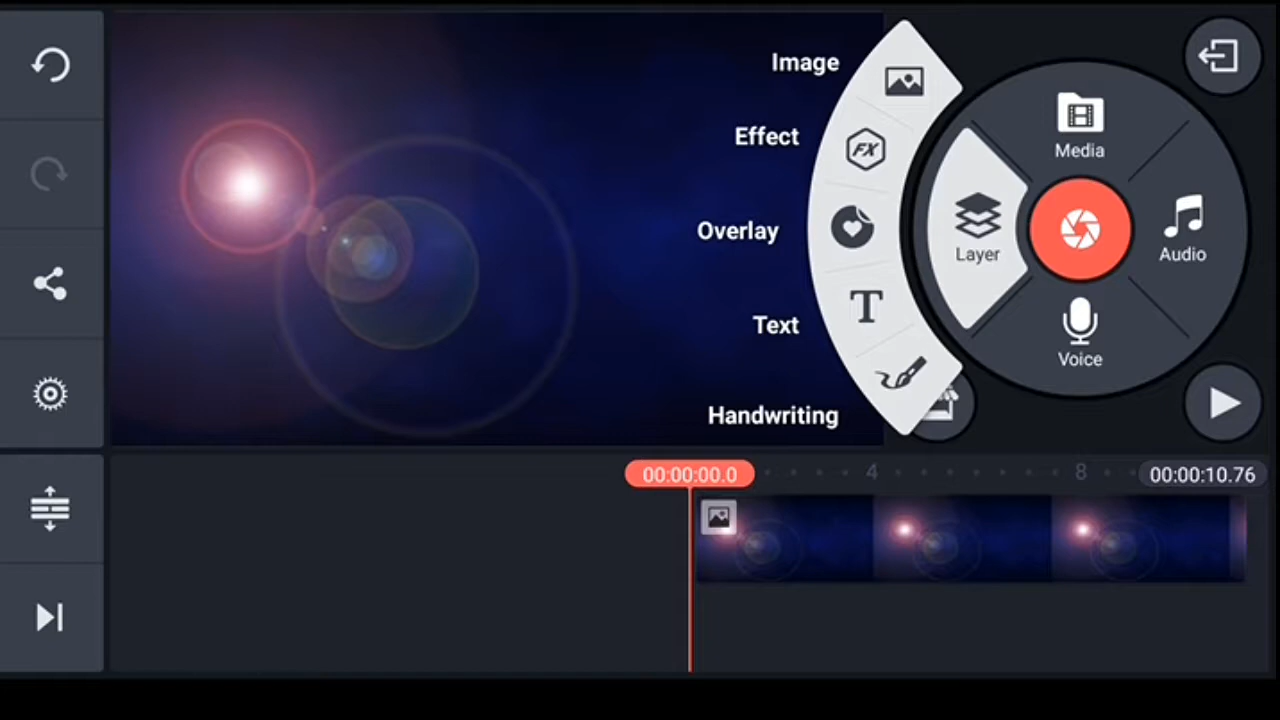 Image
Effect
Overlay
Text
Handwriting
FX
T
Media
Layer
Audio
Voice
00:00:00.0
4
8
00:00:10.76